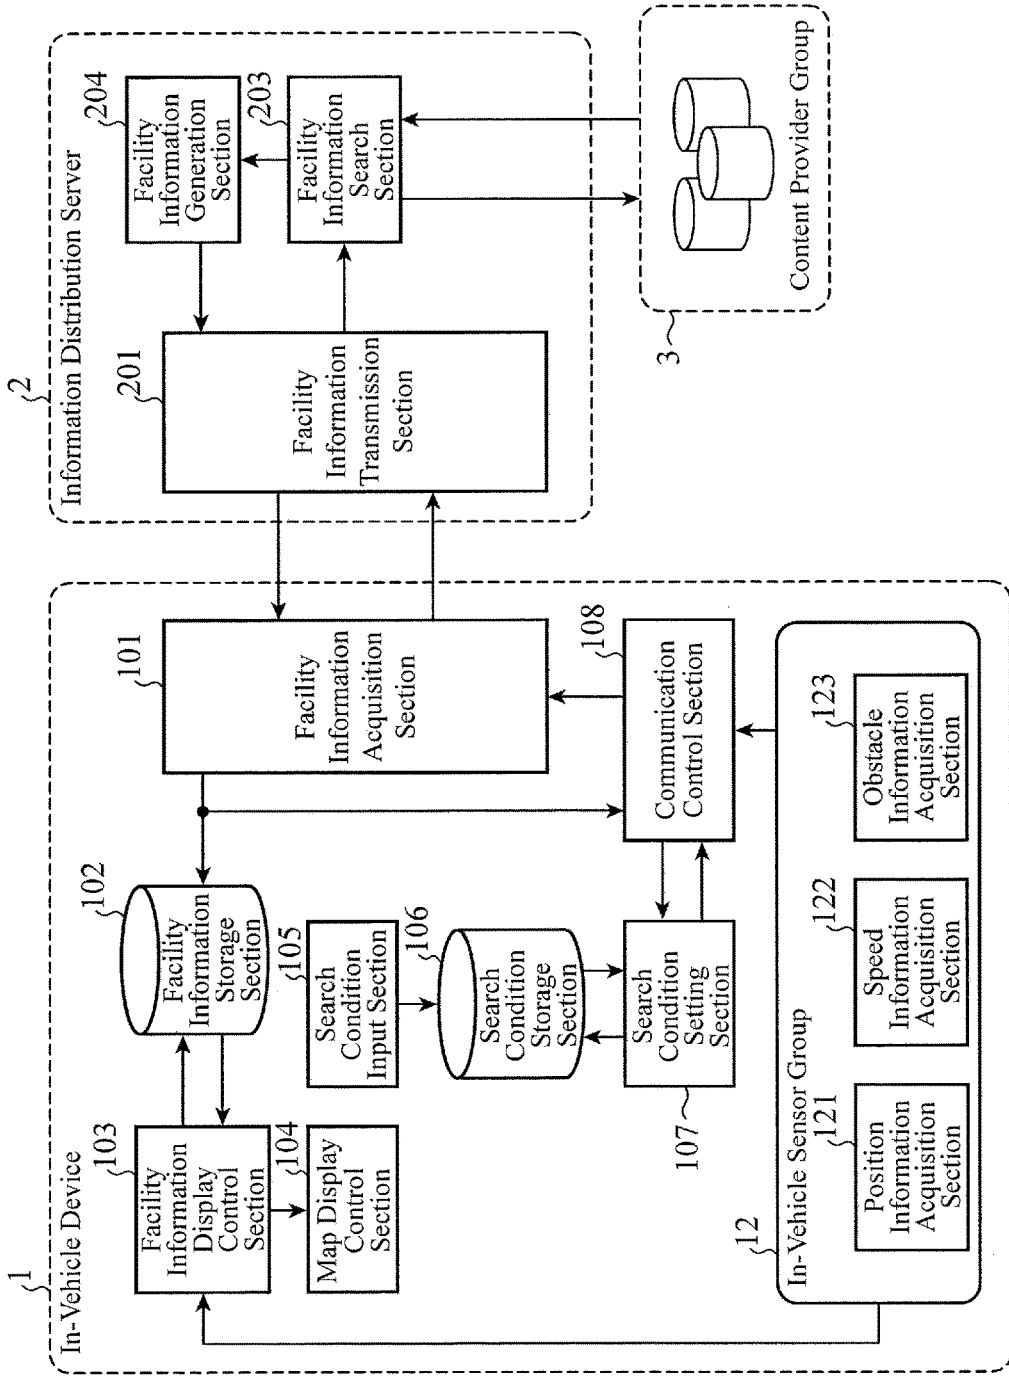 1
In-Vehicle Device
103
Facility
Information
Display Control
Section
104
Map Display
Control
Section
102
Facility
Information
Storage
Section
105
Search
Condition
Input Section
106
Search
Condition
Storage
Section
107
Search
Condition
Setting
Section
101
Facility
Information
Acquisition
Section
108
Communication
Control Section
12
In-Vehicle Sensor Group
121
Position
Information
Acquisition
Section
122
Speed
Information
Acquisition
Section
123
Obstacle
Information
Acquisition
Section
2
Information Distribution Server
201
Facility
Information
Transmission
Section
204
Facility
Information
Generation
Section
203
Facility
Information
Search
Section
3
Content Provider Group